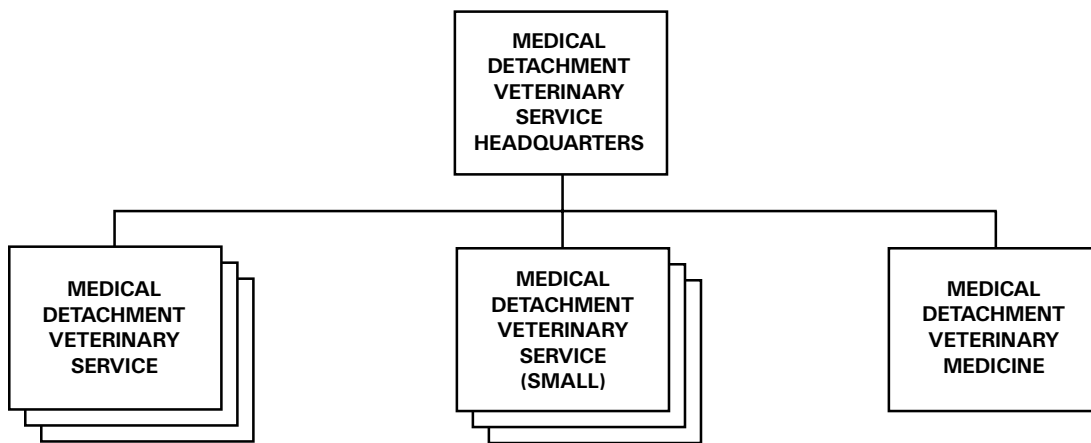 MEDICAL
DETACHMENT
VETERINARY
SERVICE
HEADQUARTERS
MEDICAL
DETACHMENT
VETERINARY
SERVICE
MEDICAL
DETACHMENT
VETERINARY
SERVICE
(SMALL)
MEDICAL
DETACHMENT
VETERINARY
MEDICINE